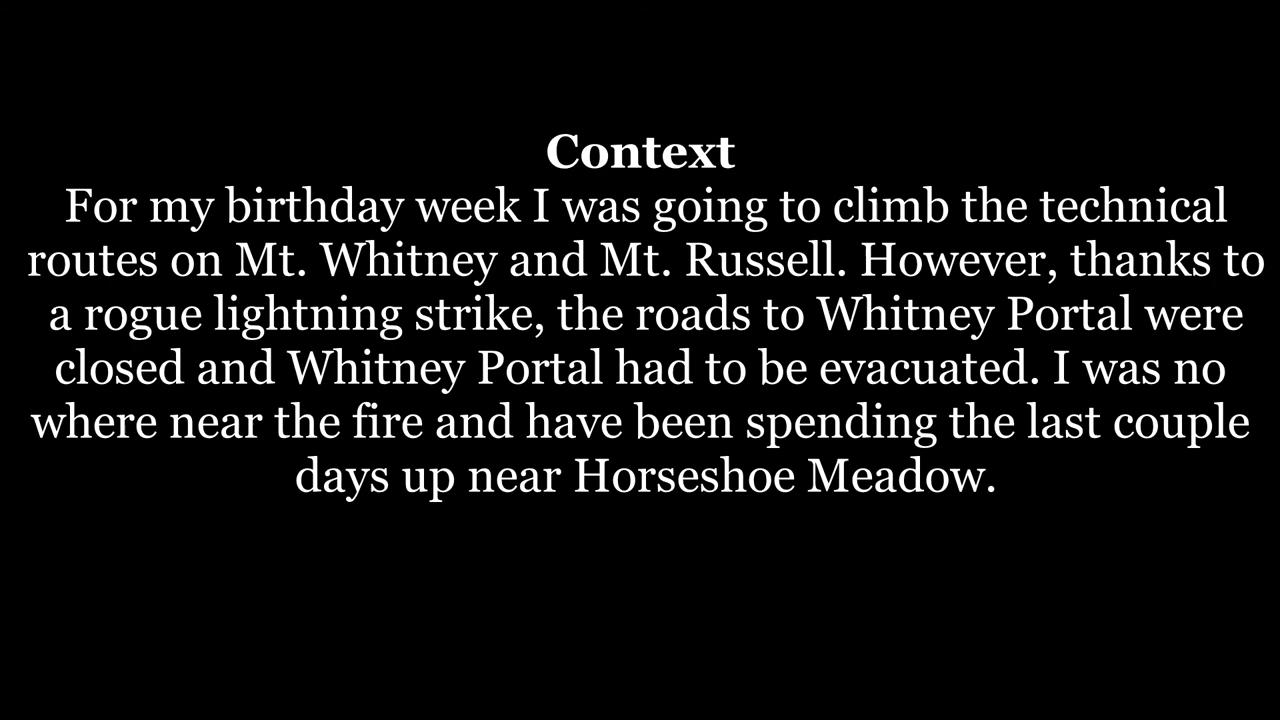 Context
For my birthday week I was going to climb the technical
routes on Mt. Whitney and Mt. Russell. However, thanks to
a rogue lightning strike, the roads to Whitney Portal were
closed and Whitney Portal had to be evacuated. I was no
where near the fire and have been spending the last couple
days up near Horseshoe Meadow.